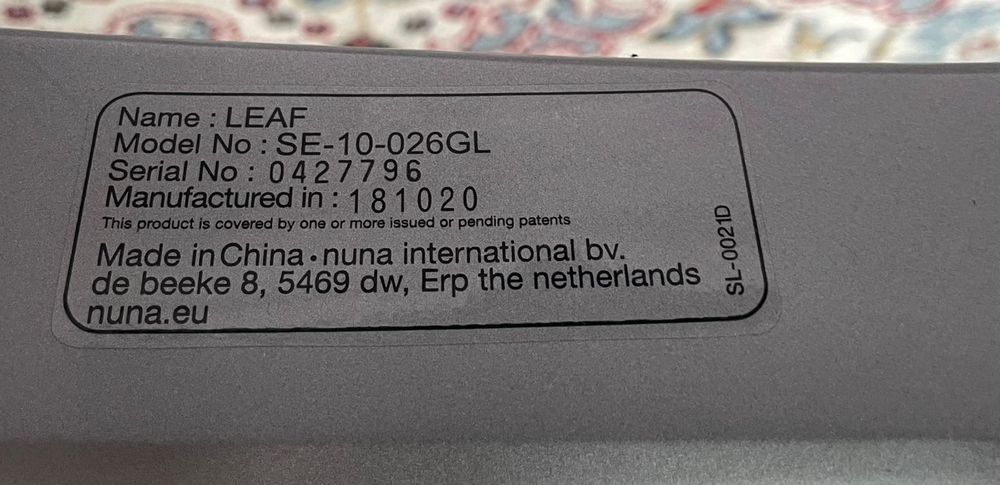 Name : LEAF
Model No : SE-10-026GL
Serial No : 0427796
Manufactured in : 181020
This product is covered by one or more issued or pending patents
Made in China • nuna international bv.
de beeke 8, 5469 dw, Erp the netherlands
nuna.eu
SL-0021D